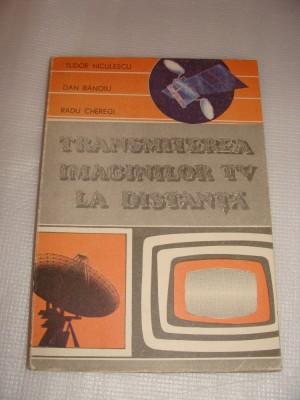 TUDOR NICULESCU
DAN BĂNOIU
RADU CHEREGI
TRANSMITEREA
IMAGINILOR TV
LA DISTANȚĂ